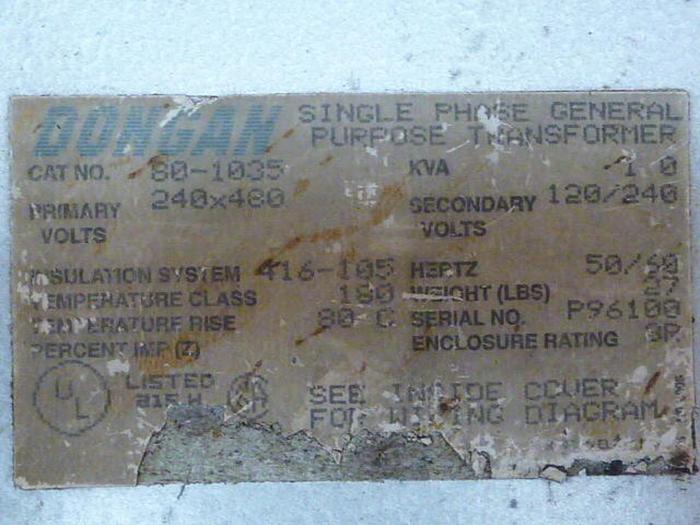 DONGAN SINGLE PHASE GENERAL
PURPOSE TRANSFORMER
CAT NO. 80-1035 KVA 1 0
PRIMARY VOLTS 240x480 SECONDARY VOLTS 120/240
INSULATION SYSTEM 416-105 HERTZ 50/60
TEMPERATURE CLASS 180 WEIGHT (LBS) 27
TEMPERATURE RISE 80 C SERIAL NO. P96100
PERCENT IMP (Z) ENCLOSURE RATING 3R
UL LISTED
215 H
SEE INSIDE COVER
FOR WIRING DIAGRAM